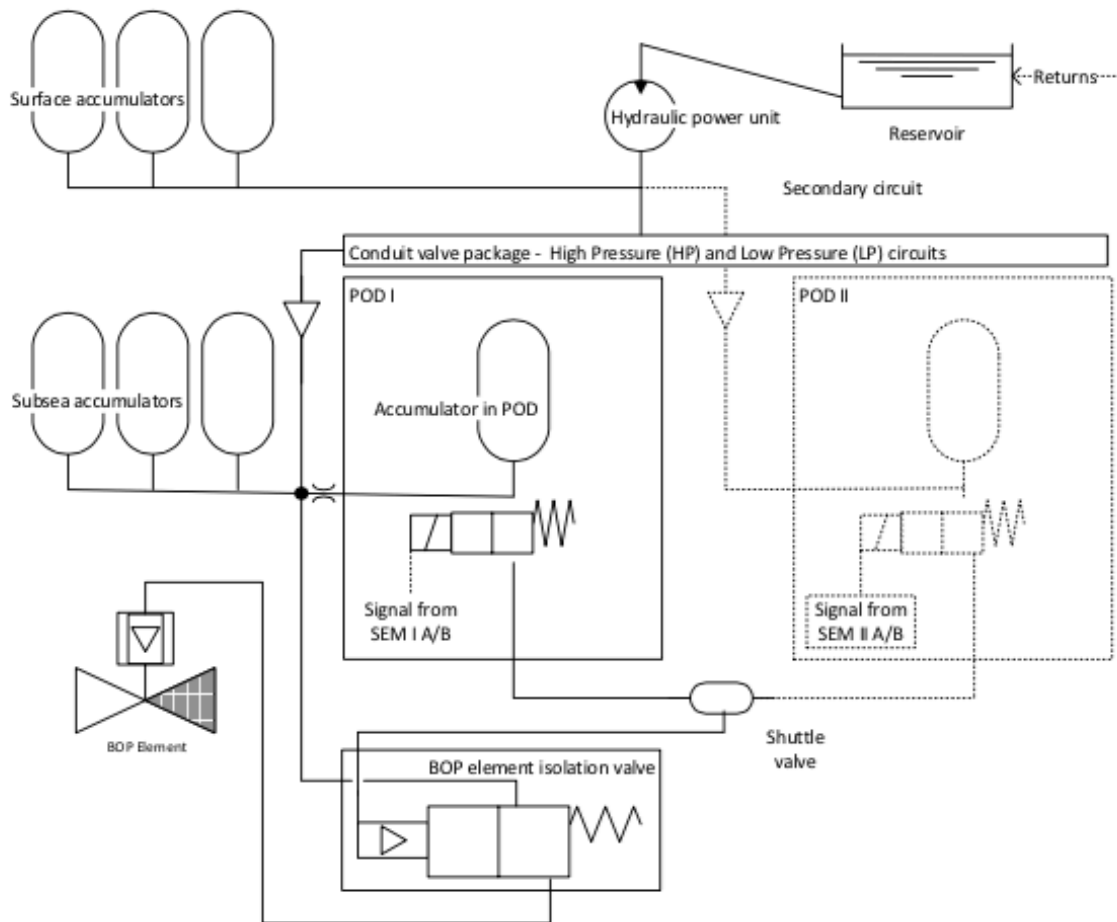 Surface accumulators
Hydraulic power unit
Returns
Reservoir
Secondary circuit
Conduit valve package - High Pressure (HP) and Low Pressure (LP) circuits
POD I
POD II
Subsea accumulators
Accumulator in POD
Signal from
SEM I A/B
Signal from
SEM II A/B
BOP Element
Shuttle
valve
BOP element isolation valve